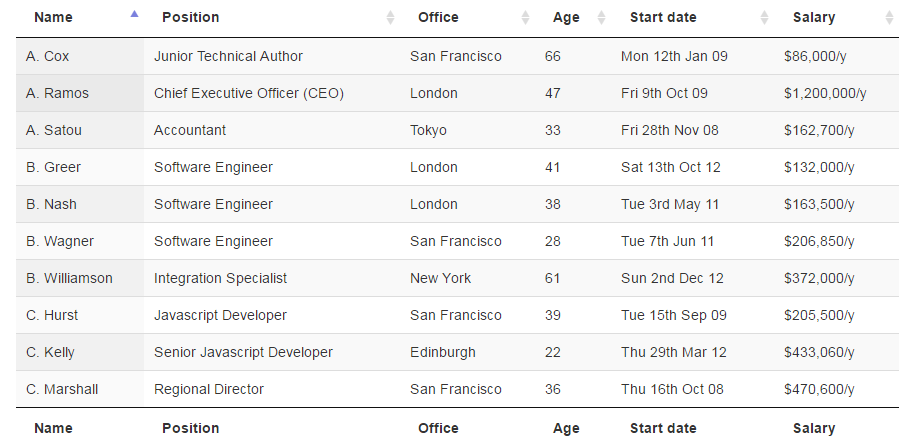 Name Position Office Age Start date Salary
A. Cox Junior Technical Author San Francisco 66 Mon 12th Jan 09 $86,000/y
A. Ramos Chief Executive Officer (CEO) London 47 Fri 9th Oct 09 $1,200,000/y
A. Satou Accountant Tokyo 33 Fri 28th Nov 08 $162,700/y
B. Greer Software Engineer London 41 Sat 13th Oct 12 $132,000/y
B. Nash Software Engineer London 38 Tue 3rd May 11 $163,500/y
B. Wagner Software Engineer San Francisco 28 Tue 7th Jun 11 $206,850/y
B. Williamson Integration Specialist New York 61 Sun 2nd Dec 12 $372,000/y
C. Hurst Javascript Developer San Francisco 39 Tue 15th Sep 09 $205,500/y
C. Kelly Senior Javascript Developer Edinburgh 22 Thu 29th Mar 12 $433,060/y
C. Marshall Regional Director San Francisco 36 Thu 16th Oct 08 $470,600/y
Name Position Office Age Start date Salary